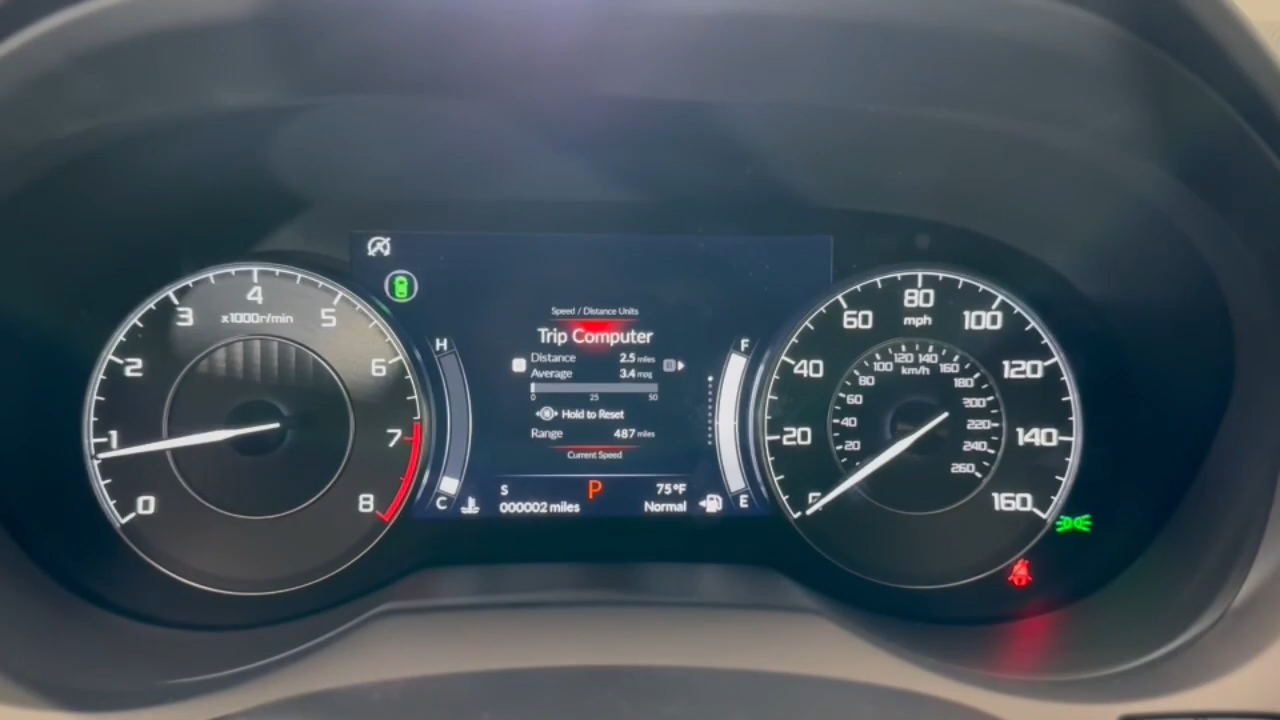 4
3
5
x1000r/min
2
6
1
7
0
8
H
C
Speed / Distance Units
Trip Computer
Distance 2.5 miles
Average 3.4 mpg
0 25 50
Hold to Reset
Range 487 miles
Current Speed
S P 75°F
000002 miles Normal
F
E
80
60 mph 100
40 120
20 140
160
120 140
100 km/h 160
80 180
60 200
40 220
20 240
260